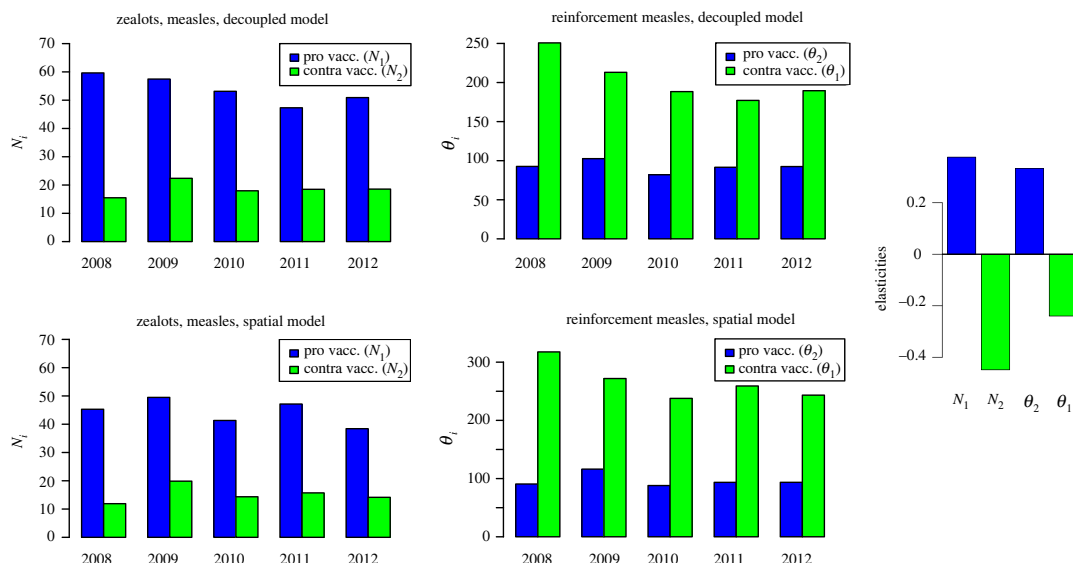 zealots, measles, decoupled model
70
60
50
40
30
20
10
0
N_i
pro vacc. (N_1)
contra vacc. (N_2)
2008 2009 2010 2011 2012
reinforcement measles, decoupled model
250
200
150
100
50
0
θ_i
pro vacc. (θ_2)
contra vacc. (θ_1)
2008 2009 2010 2011 2012
zealots, measles, spatial model
70
60
50
40
30
20
10
0
N_i
pro vacc. (N_1)
contra vacc. (N_2)
2008 2009 2010 2011 2012
reinforcement measles, spatial model
300
200
100
0
θ_i
pro vacc. (θ_2)
contra vacc. (θ_1)
2008 2009 2010 2011 2012
0.2
0
–0.2
–0.4
elasticities
N_1 N_2 θ_2 θ_1